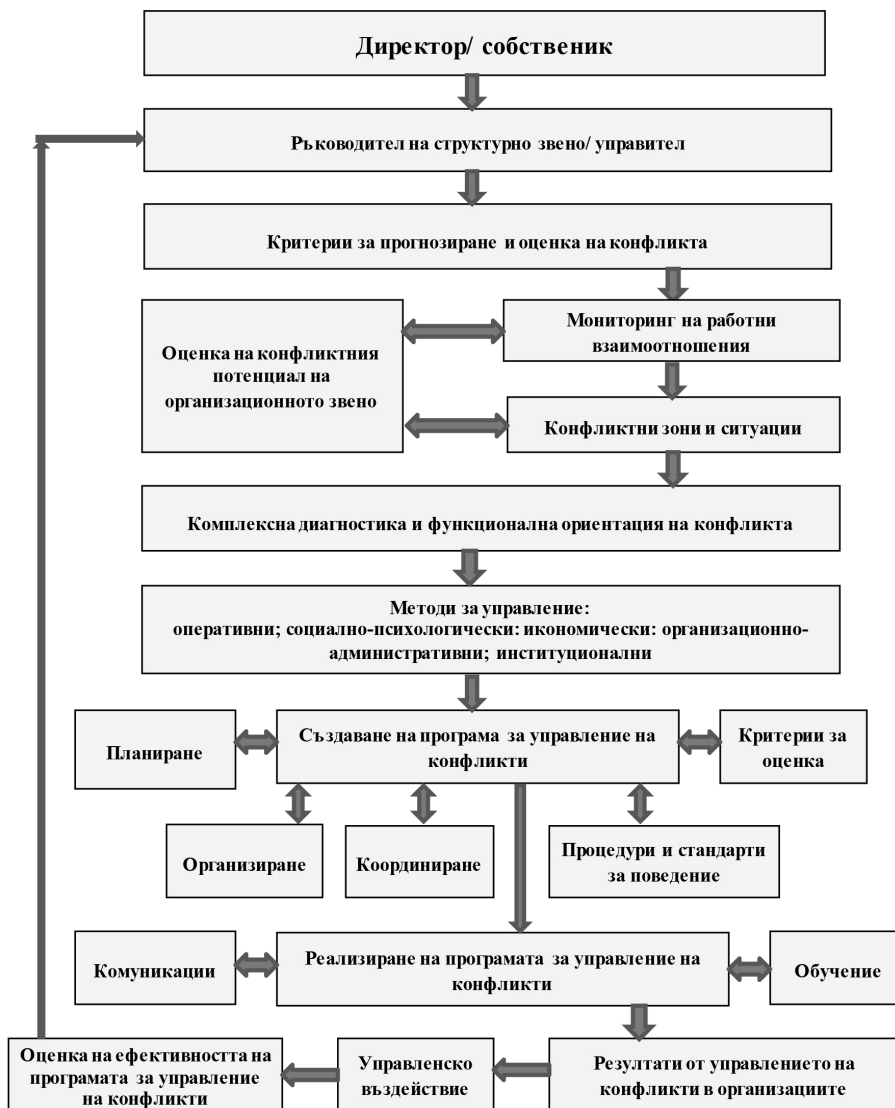 Директор/ собственик
Ръководител на структурно звено/ управител
Критерии за прогнозиране и оценка на конфликта
Мониторинг на работни
взаимоотношения
Оценка на конфликтния
потенциал на
организационното звено
Конфликтни зони и ситуации
Комплексна диагностика и функционална ориентация на конфликта
Методи за управление:
оперативни; социално-психологически: икономически: организационно-
административни; институционални
Планиране
Създаване на програма за управление на
конфликти
Критерии за
оценка
Организиране
Координиране
Процедури и стандарти
за поведение
Комуникации
Реализиране на програмата за управление на
конфликти
Обучение
Оценка на ефективността на
програмата за управление
на конфликти
Управленско
въздействие
Резултати от управлението на
конфликти в организациите